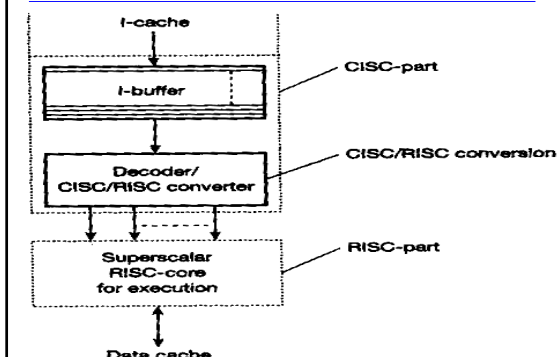 I-cache
CISC-part
I-buffer
CISC/RISC conversion
Decoder/
CISC/RISC converter
RISC-part
Superscalar
RISC-core
for execution
Data cache